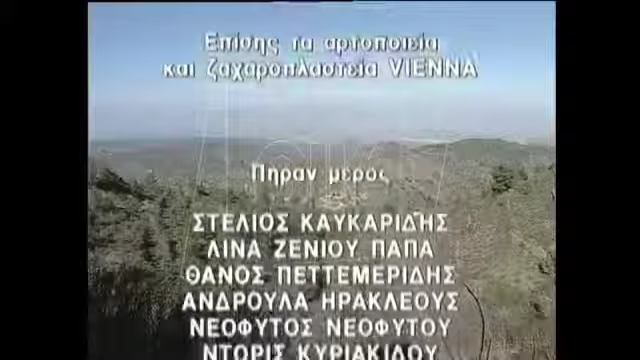 Επίσης τα αρτοποιεία
και ζαχαροπλαστεία VIENNA
Πήραν μέρος
ΣΤΕΛΙΟΣ ΚΑΥΚΑΡΙΔΗΣ
ΛΙΝΑ ΖΕΝΙΟΥ ΠΑΠΑ
ΘΑΝΟΣ ΠΕΤΤΕΜΕΡΙΔΗΣ
ΑΝΔΡΟΥΛΑ ΗΡΑΚΛΕΟΥΣ
ΝΕΟΦΥΤΟΣ ΝΕΟΦΥΤΟΥ
ΝΤΟΡΙΣ ΚΥΡΙΑΚΙΔΟΥ